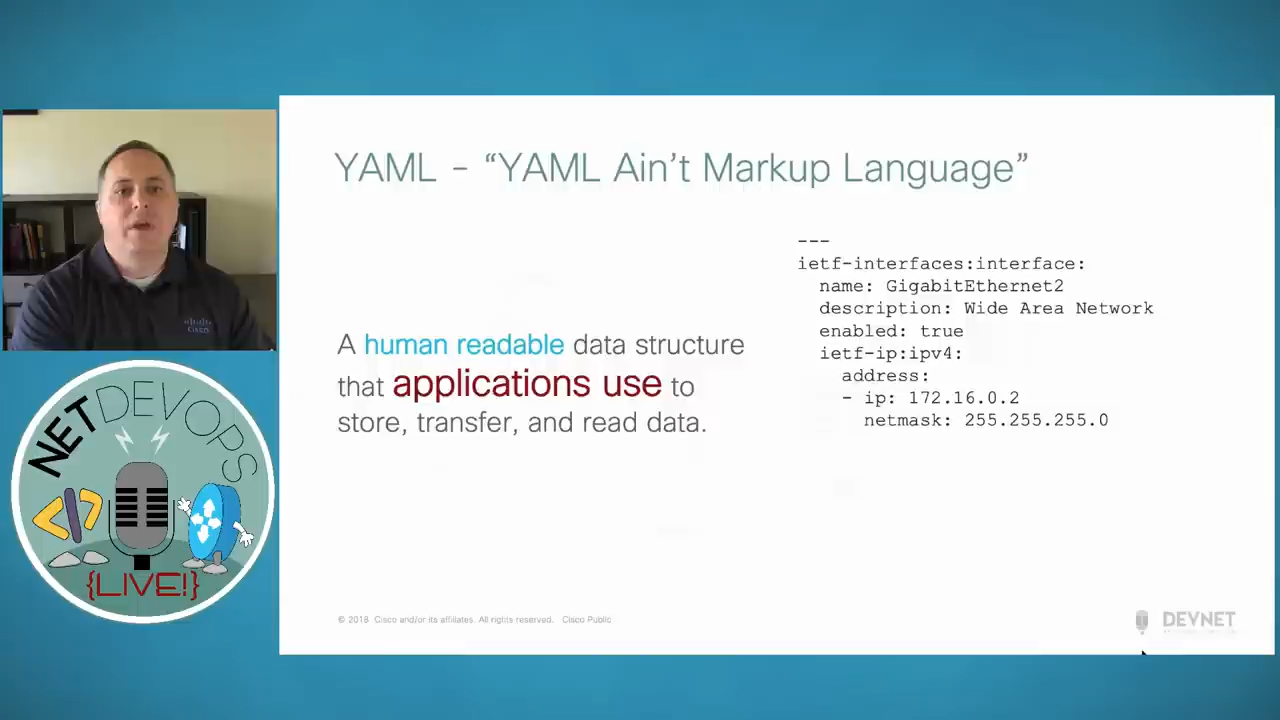 YAML - “YAML Ain’t Markup Language”
A human readable data structure
that applications use to
store, transfer, and read data.
---
ietf-interfaces:interface:
  name: GigabitEthernet2
  description: Wide Area Network
  enabled: true
  ietf-ip:ipv4:
    address:
    - ip: 172.16.0.2
      netmask: 255.255.255.0
CISCO
NETDEVOPS
{LIVE!}
© 2018 Cisco and/or its affiliates. All rights reserved. Cisco Public
DEVNET